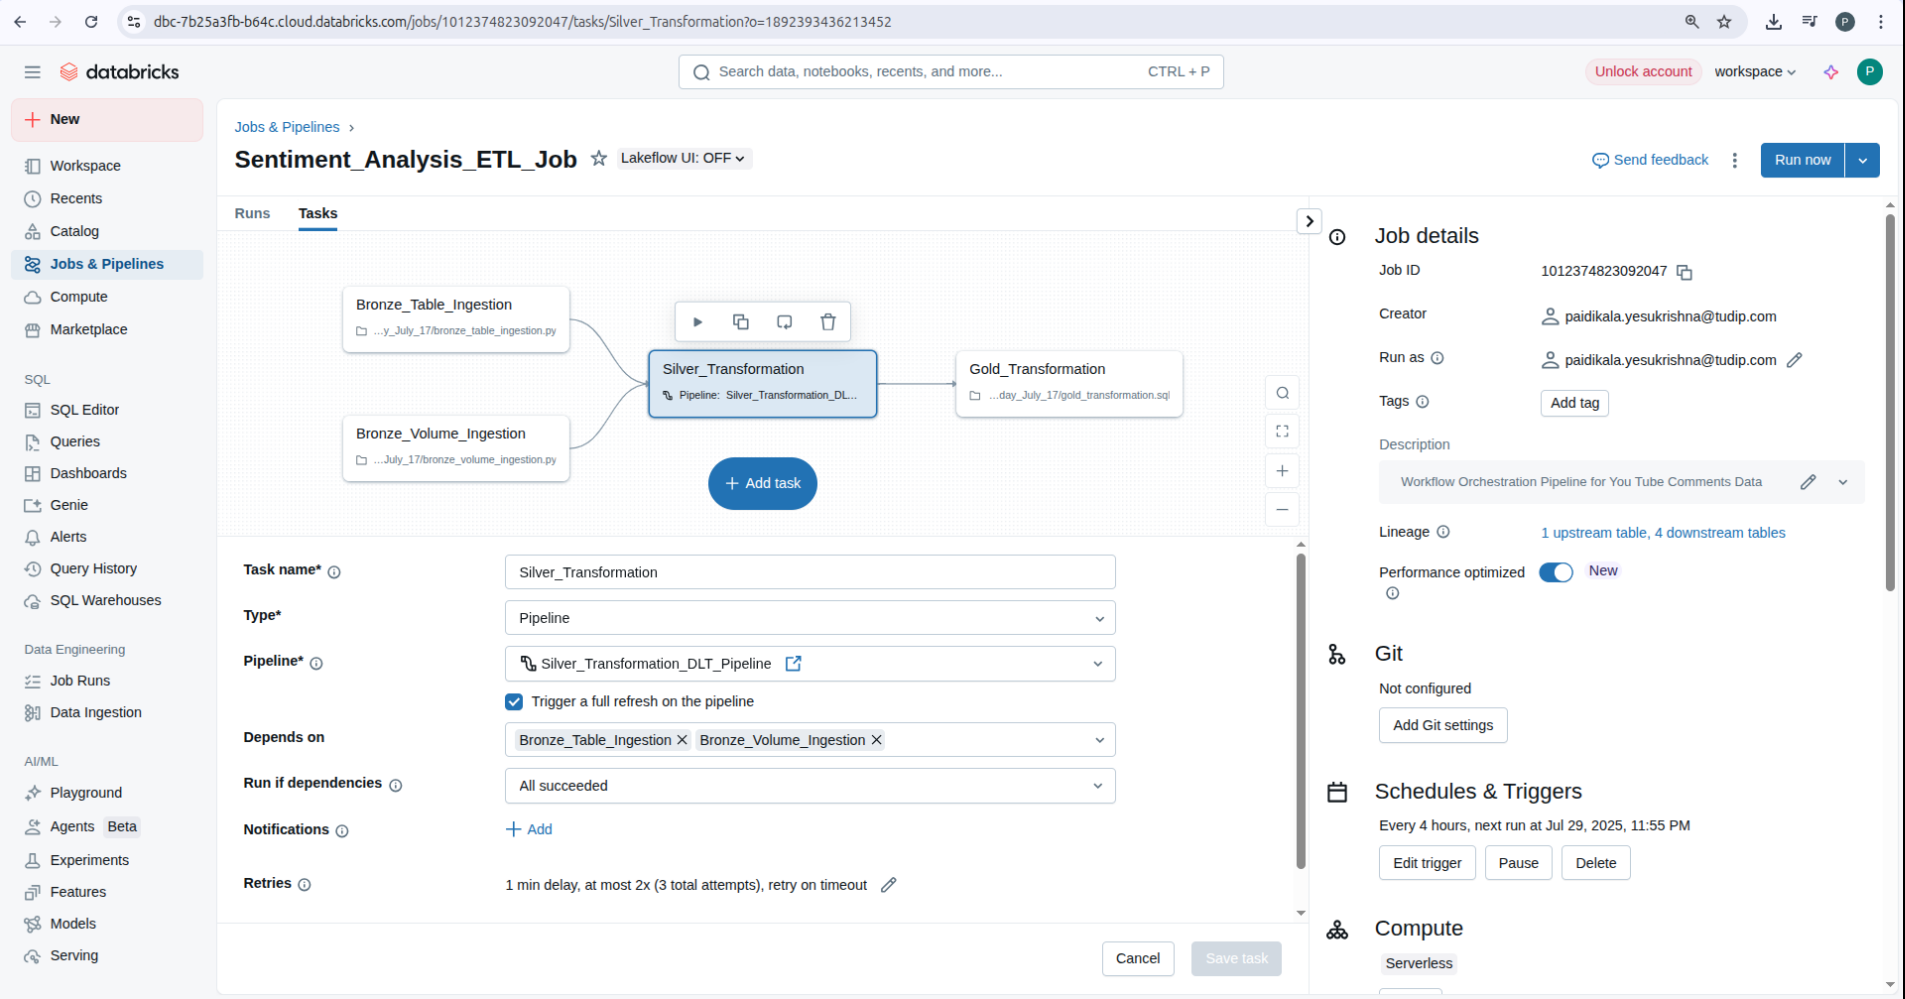 dbc-7b25a3fb-b64c.cloud.databricks.com/jobs/1012374823092047/tasks/Silver_Transformation?o=1892393436213452
P
databricks
Search data, notebooks, recents, and more...
CTRL + P
Unlock account
workspace
P
New
Workspace
Recents
Catalog
Jobs & Pipelines
Compute
Marketplace
SQL
SQL Editor
Queries
Dashboards
Genie
Alerts
Query History
SQL Warehouses
Data Engineering
Job Runs
Data Ingestion
AI/ML
Playground
Agents Beta
Experiments
Features
Models
Serving
Jobs & Pipelines
Sentiment_Analysis_ETL_Job
Lakeflow UI: OFF
Send feedback
Run now
Runs
Tasks
Bronze_Table_Ingestion
...y_July_17/bronze_table_ingestion.py
Bronze_Volume_Ingestion
...July_17/bronze_volume_ingestion.py
Silver_Transformation
Pipeline: Silver_Transformation_DL...
Gold_Transformation
...day_July_17/gold_transformation.sql
+ Add task
Task name*
Silver_Transformation
Type*
Pipeline
Pipeline*
Silver_Transformation_DLT_Pipeline
Trigger a full refresh on the pipeline
Depends on
Bronze_Table_Ingestion
Bronze_Volume_Ingestion
Run if dependencies
All succeeded
Notifications
+ Add
Retries
1 min delay, at most 2x (3 total attempts), retry on timeout
Cancel
Save task
Job details
Job ID
1012374823092047
Creator
paidikala.yesukrishna@tudip.com
Run as
paidikala.yesukrishna@tudip.com
Tags
Add tag
Description
Workflow Orchestration Pipeline for You Tube Comments Data
Lineage
1 upstream table, 4 downstream tables
Performance optimized
New
Git
Not configured
Add Git settings
Schedules & Triggers
Every 4 hours, next run at Jul 29, 2025, 11:55 PM
Edit trigger
Pause
Delete
Compute
Serverless